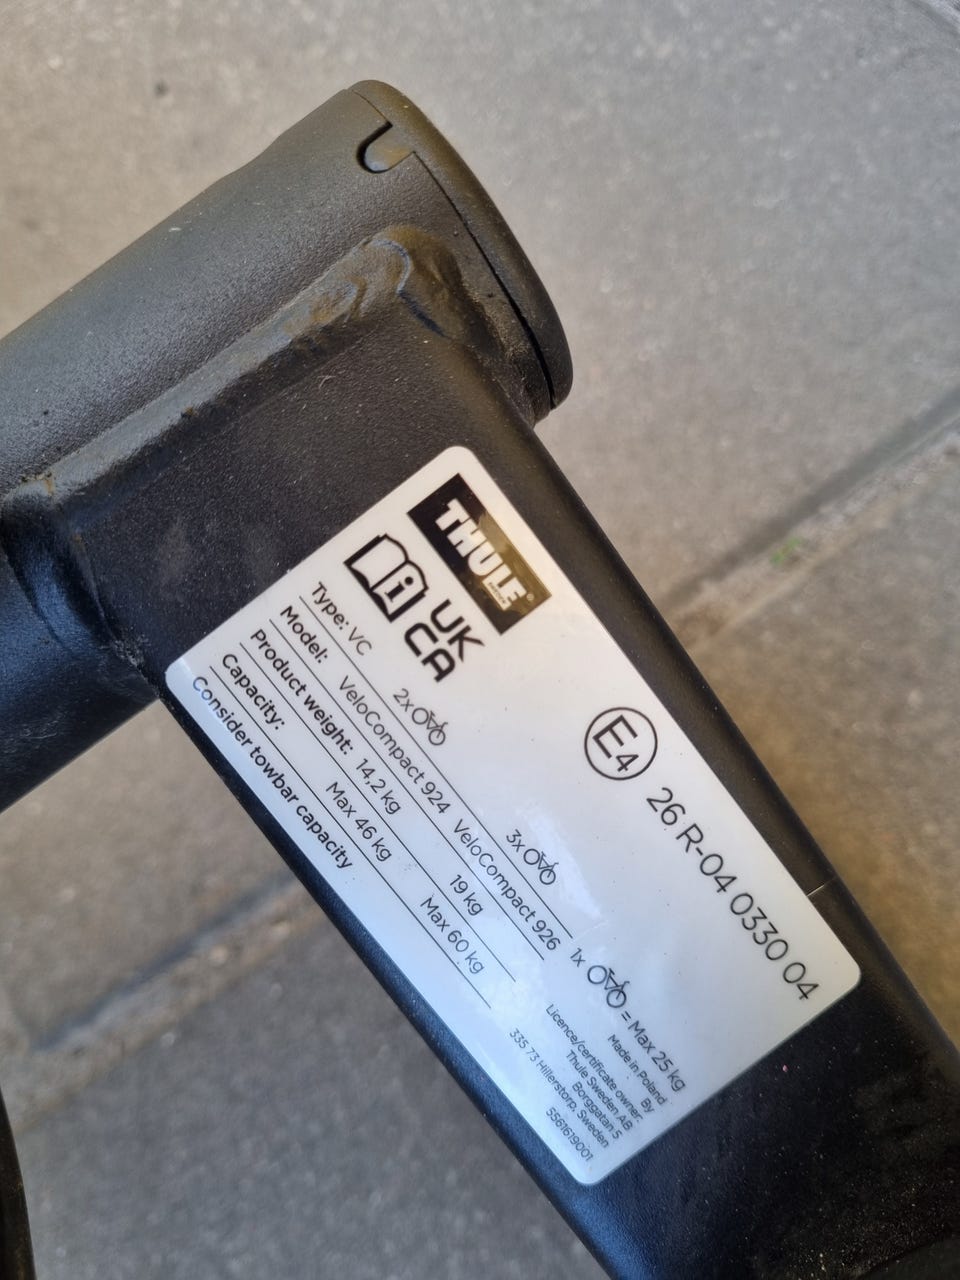 THULE®
SWEDEN
i
UK
CA
Type: VC 2x 3x
Model: VeloCompact 924 VeloCompact 926
Product weight: 14,2 kg 19 kg
Capacity: Max 46 kg Max 60 kg
Consider towbar capacity
E4
26 R-04 0330 04
1x = Max 25 kg
Made in Poland
By
Licence/certificate owner:
Thule Sweden AB
Borggatan 5
335 73 Hillerstorp, Sweden
5561619001